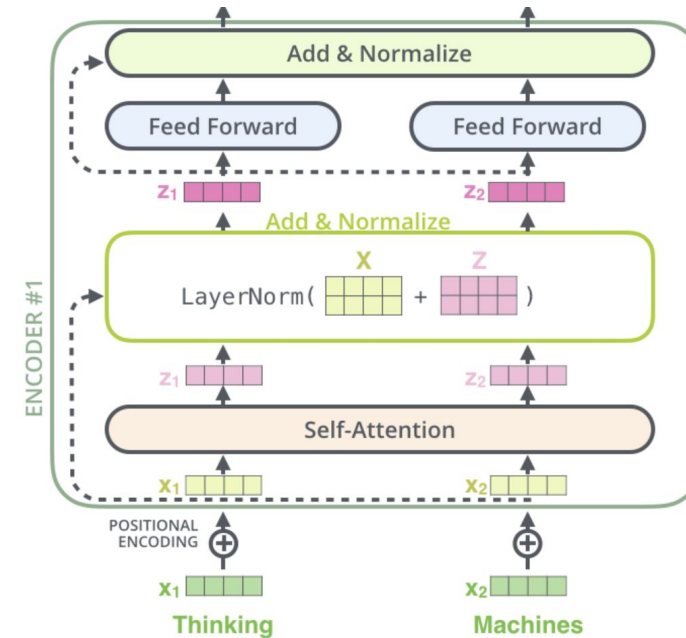 Add & Normalize
Feed Forward Feed Forward
z1 z2
Add & Normalize
X Z
LayerNorm( + )
ENCODER #1
z1 z2
Self-Attention
x1 x2
POSITIONAL
ENCODING
x1 x2
Thinking Machines